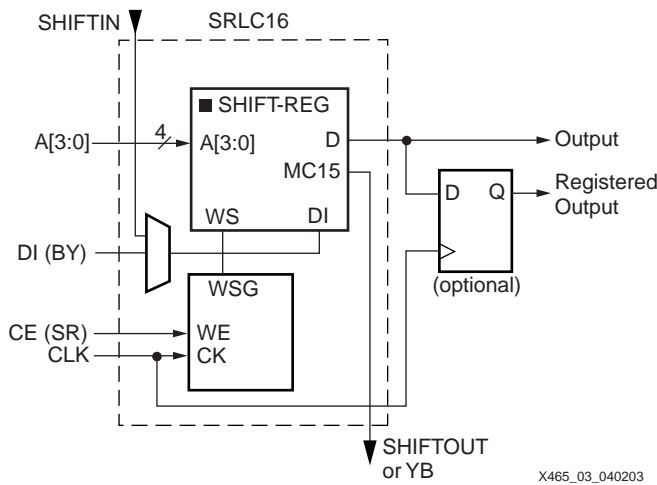 SHIFTIN
SRLC16
SHIFT-REG
A[3:0]
4
A[3:0]
D
Output
MC15
D
Q
Registered
Output
WS
DI
DI (BY)
WSG
(optional)
CE (SR)
WE
CLK
CK
SHIFTOUT
or YB
X465_03_040203